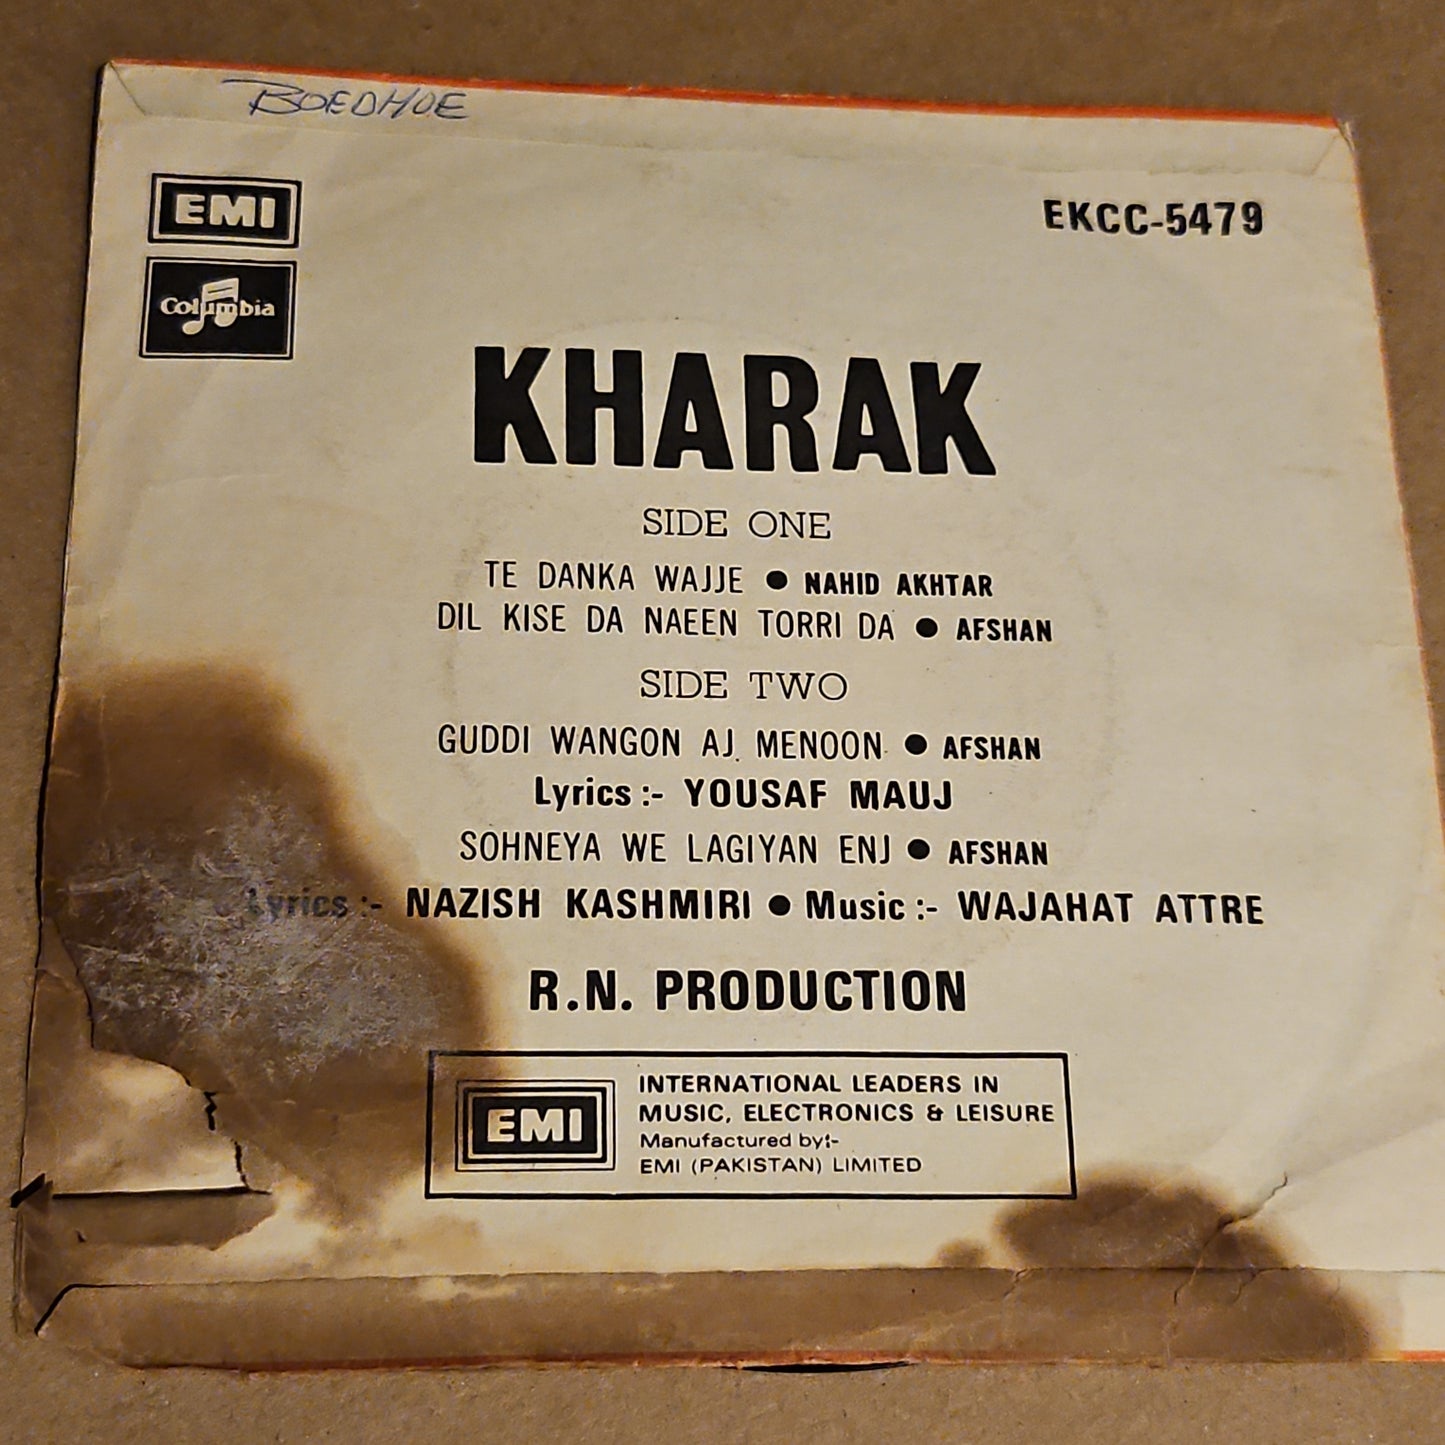 BOEDHOE
EMI
EKCC-5479
Columbia
KHARAK
SIDE ONE
TE DANKA WAJJE ● NAHID AKHTAR
DIL KISE DA NAEEN TORRI DA ● AFSHAN
SIDE TWO
GUDDI WANGON AJ MENOON ● AFSHAN
Lyrics :- YOUSAF MAUJ
SOHNEYA WE LAGIYAN ENJ ● AFSHAN
Lyrics :- NAZISH KASHMIRI ● Music :- WAJAHAT ATTRE
R.N. PRODUCTION
EMI
INTERNATIONAL LEADERS IN
MUSIC, ELECTRONICS & LEISURE
Manufactured by:-
EMI (PAKISTAN) LIMITED